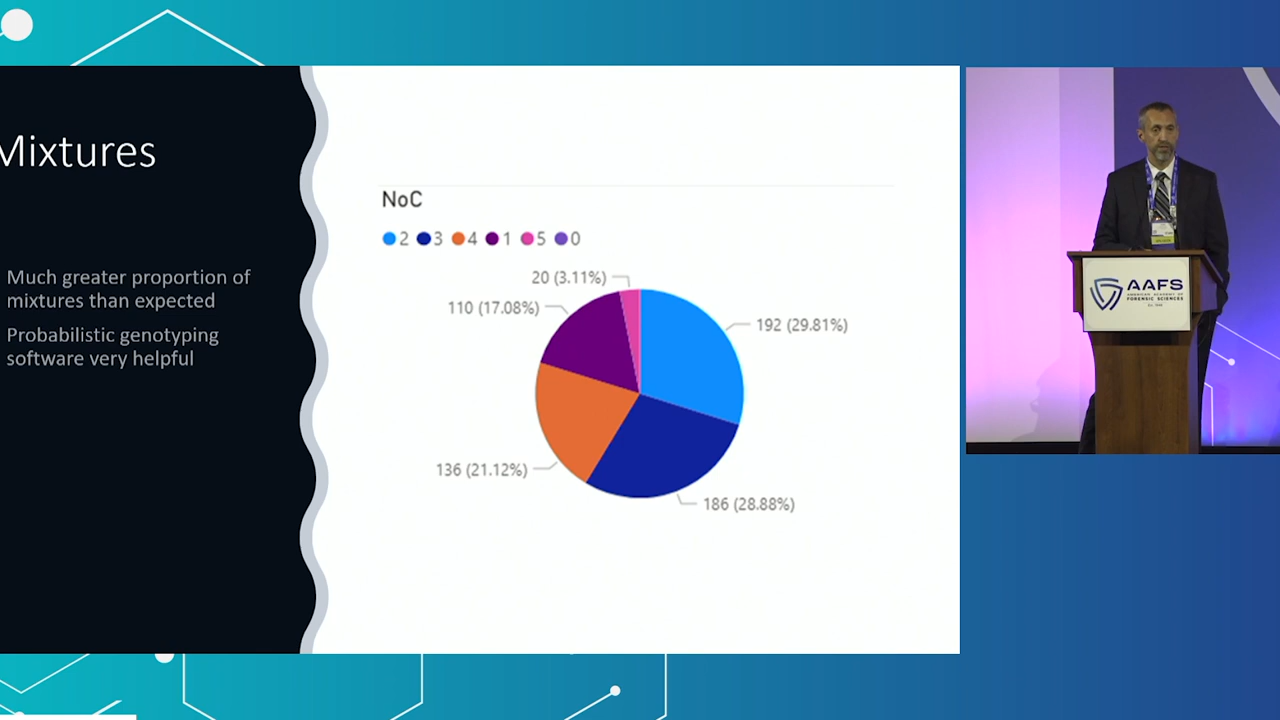 Mixtures
Much greater proportion of
mixtures than expected
Probabilistic genotyping
software very helpful
NoC
2 3 4 1 5 0
20 (3.11%)
110 (17.08%)
192 (29.81%)
136 (21.12%)
186 (28.88%)
AAFS
AMERICAN ACADEMY OF
FORENSIC SCIENCES